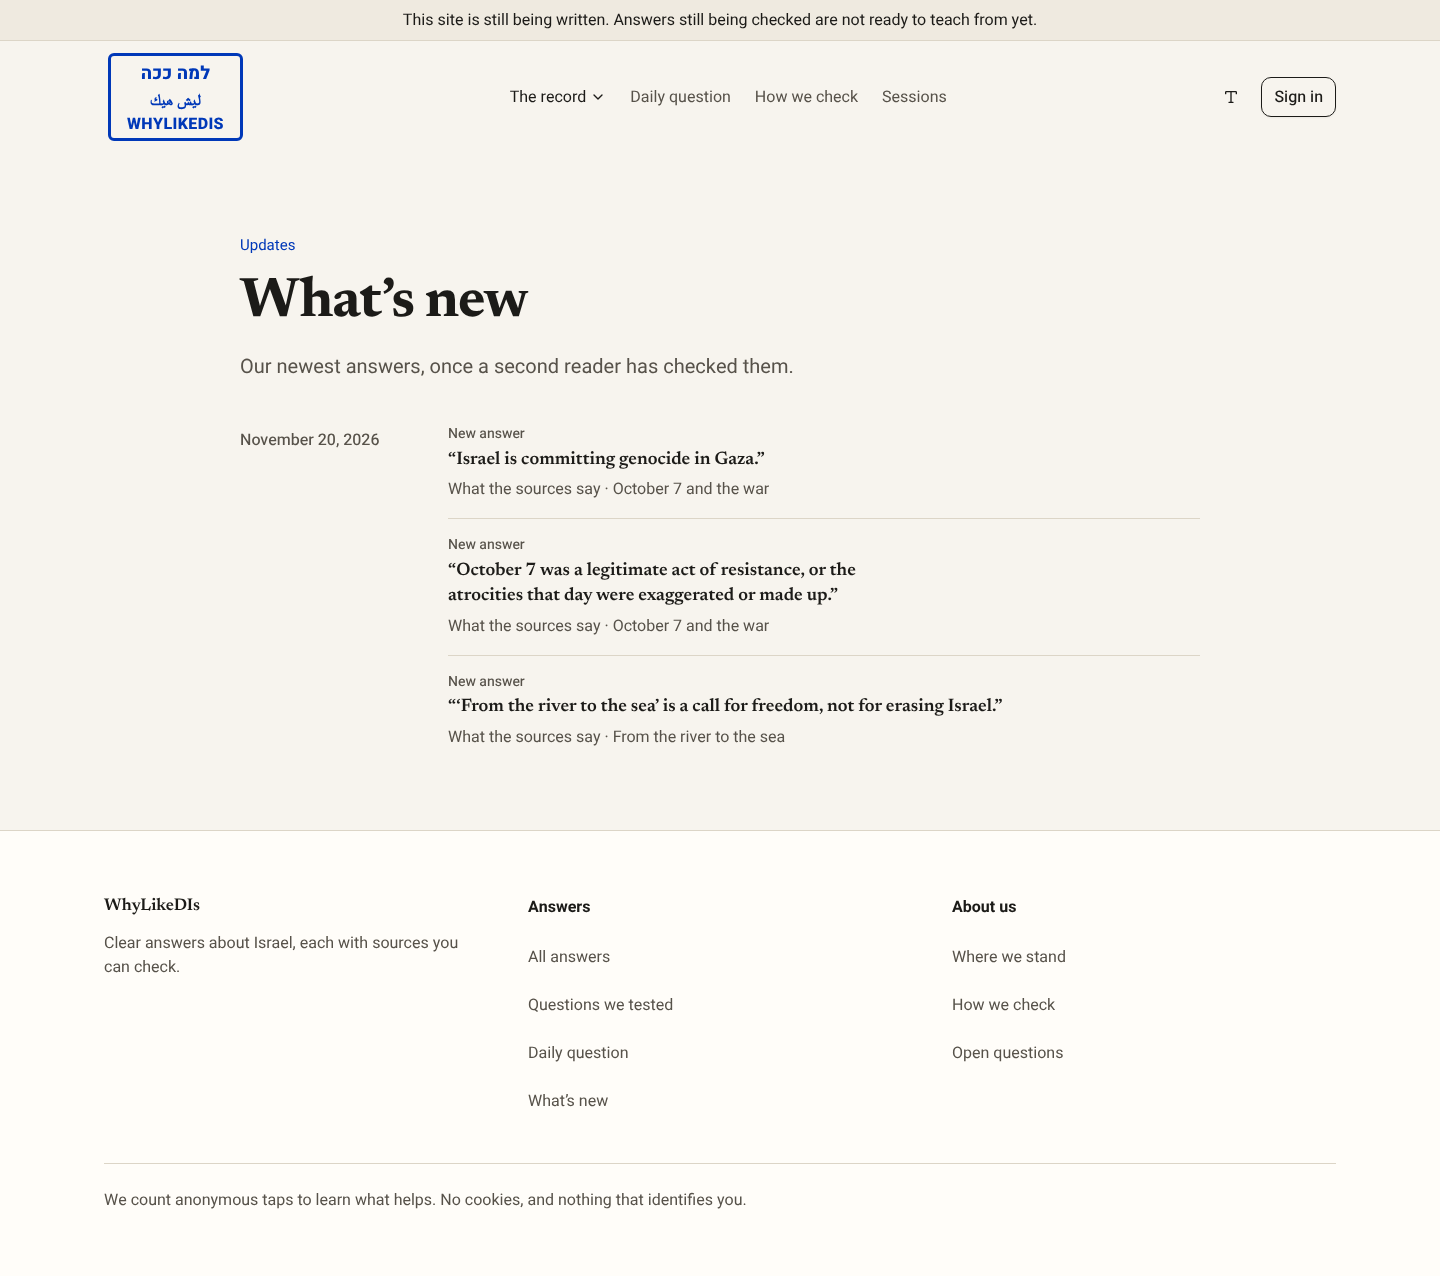 This site is still being written. Answers still being checked are not ready to teach from yet.
למה ככה
ليش هيك
WHYLIKEDIS
The record
Daily question
How we check
Sessions
T
Sign in
Updates
What’s new
Our newest answers, once a second reader has checked them.
November 20, 2026
New answer
“Israel is committing genocide in Gaza.”
What the sources say · October 7 and the war
New answer
“October 7 was a legitimate act of resistance, or the
atrocities that day were exaggerated or made up.”
What the sources say · October 7 and the war
New answer
“‘From the river to the sea’ is a call for freedom, not for erasing Israel.”
What the sources say · From the river to the sea
WhyLikeDIs
Clear answers about Israel, each with sources you
can check.
Answers
All answers
Questions we tested
Daily question
What’s new
About us
Where we stand
How we check
Open questions
We count anonymous taps to learn what helps. No cookies, and nothing that identifies you.